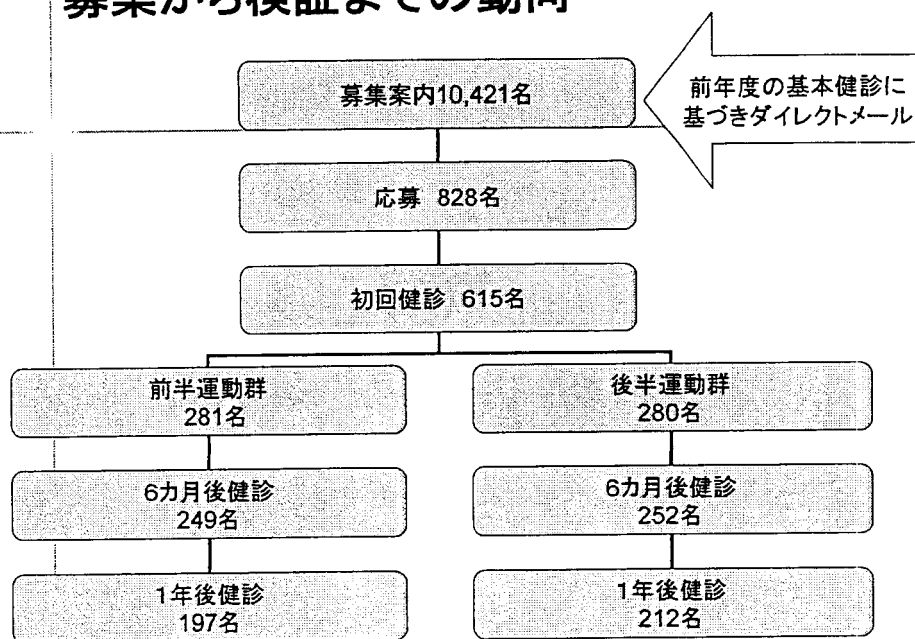 募集から検証までの動向
募集案内10,421名
前年度の基本健診に
基づきダイレクトメール
応募 828名
初回健診 615名
前半運動群
281名
後半運動群
280名
6カ月後健診
249名
6カ月後健診
252名
1年後健診
197名
1年後健診
212名